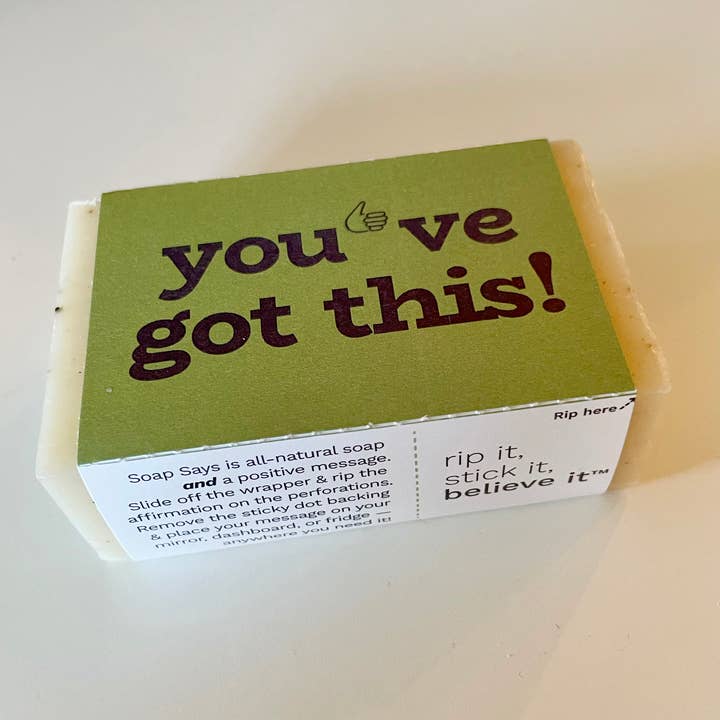 you👍ve
got this!
Rip here
Soap Says is all-natural soap
and a positive message.
Slide off the wrapper & rip the
affirmation on the perforations.
Remove the sticky dot backing
& place your message on your
mirror, dashboard, or fridge —
anywhere you need it!
rip it,
stick it,
believe it™